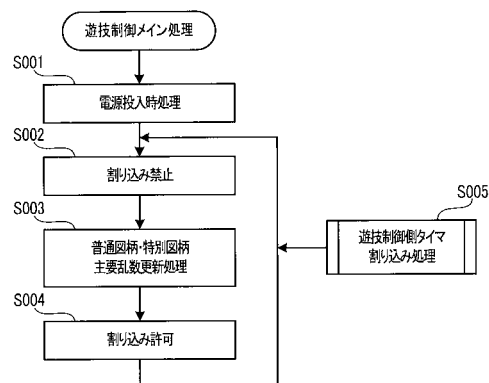 遊技制御メイン処理
S001
電源投入時処理
S002
割り込み禁止
S003
普通図柄・特別図柄
主要乱数更新処理
S004
割り込み許可
S005
遊技制御側タイマ
割り込み処理